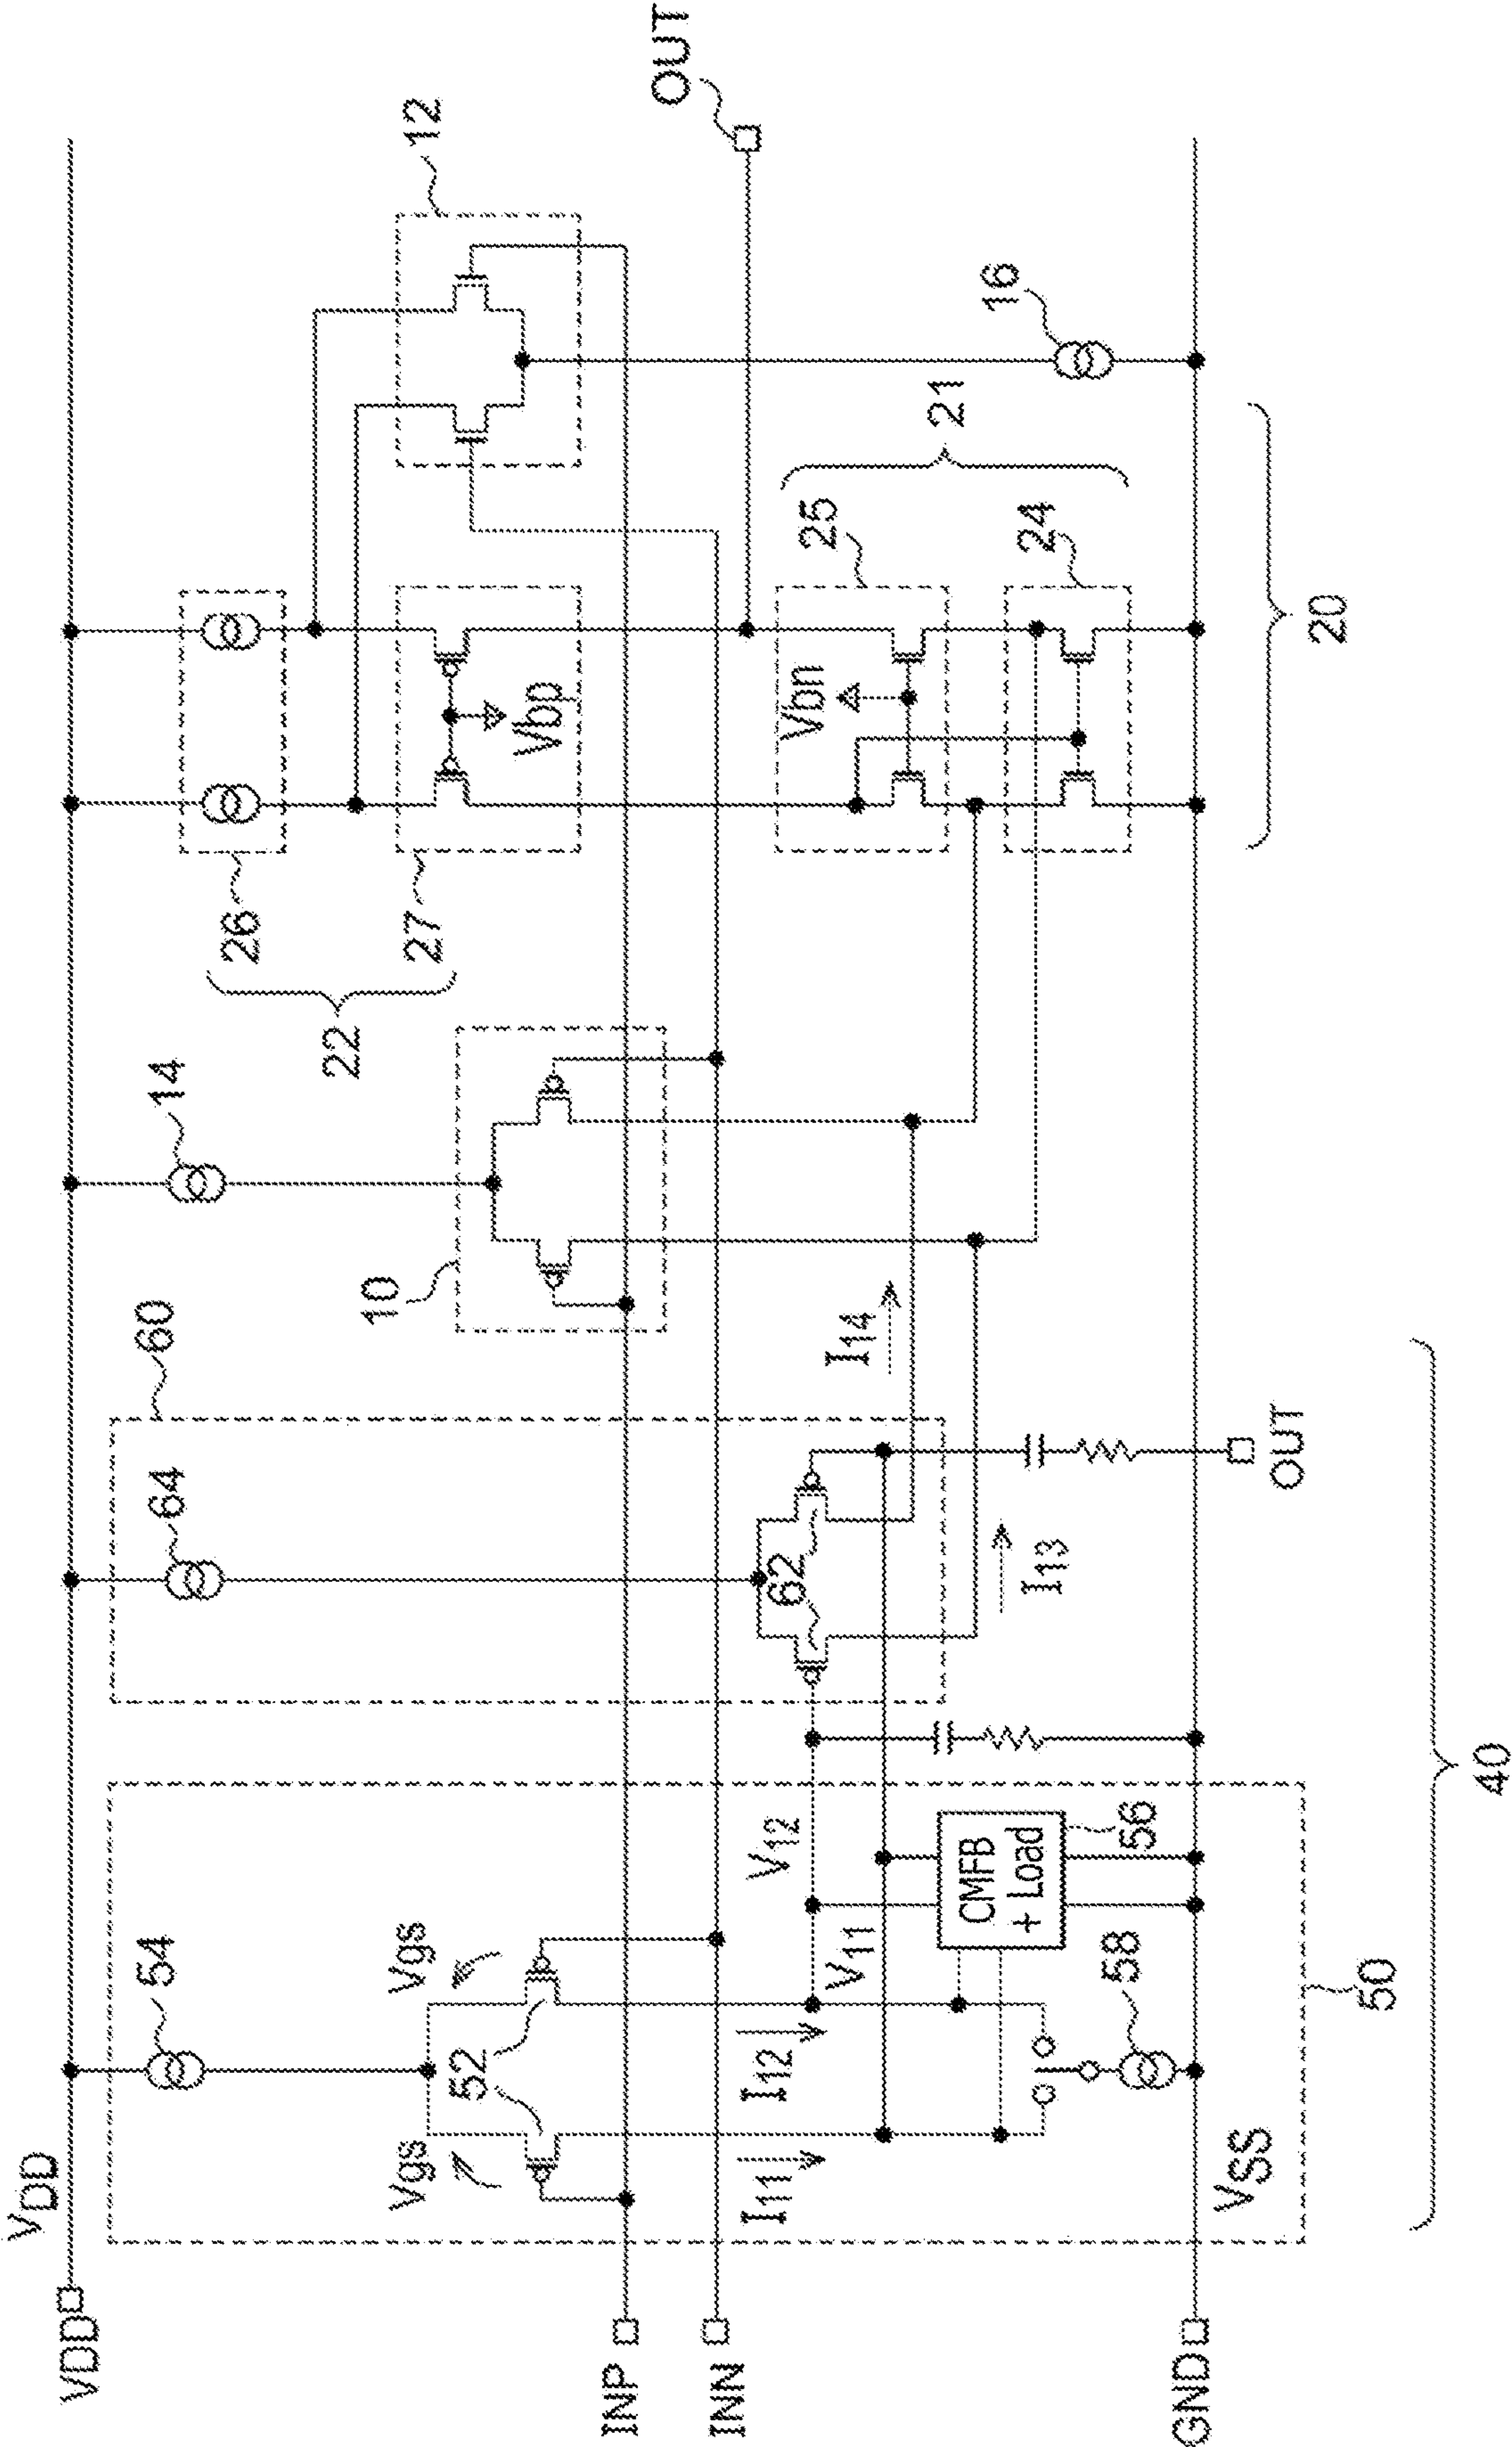 VDD
VDD
54
64
60
14
26
22
27
12
10
Vgs
Vgs
52
Vbp
INP
INN
OUT
I11
I12
V11
V12
62
I14
I13
Vbn
25
24
21
16
CMFB
+ Load
56
58
GND
VSS
50
OUT
20
40